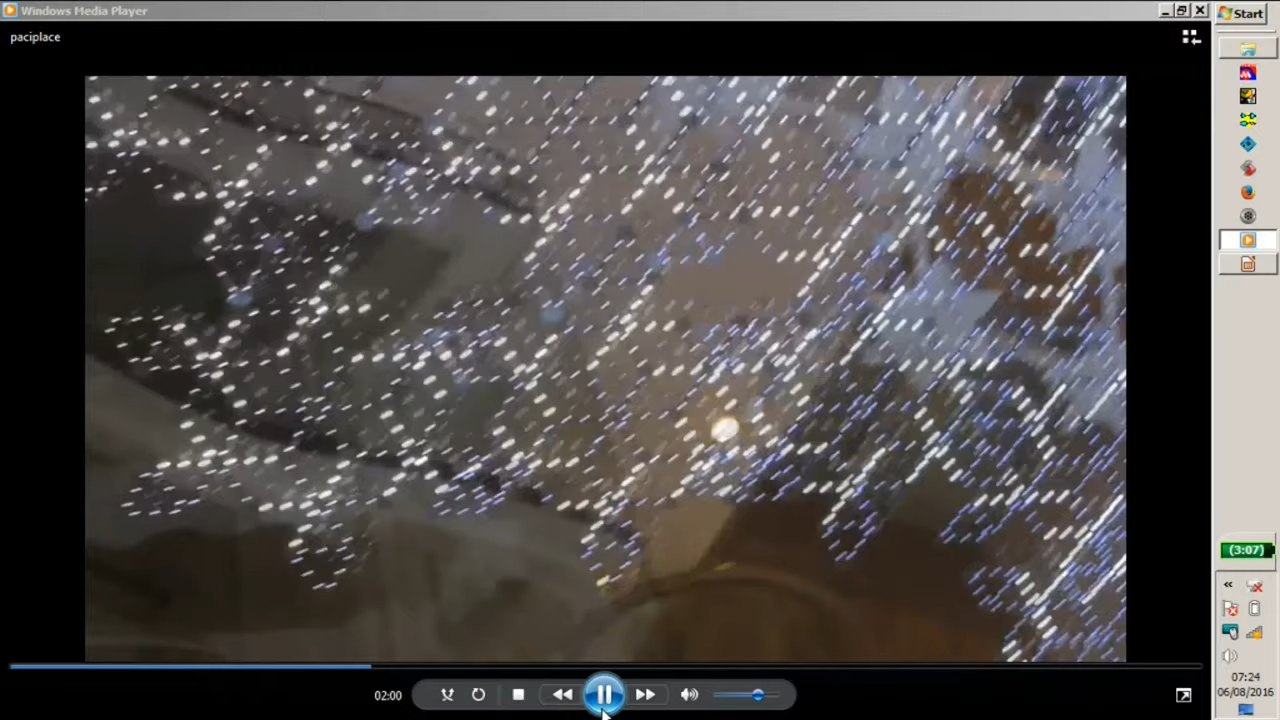 Windows Media Player
Start
paciplace
(3:07)
02:00
07:24
06/08/2016